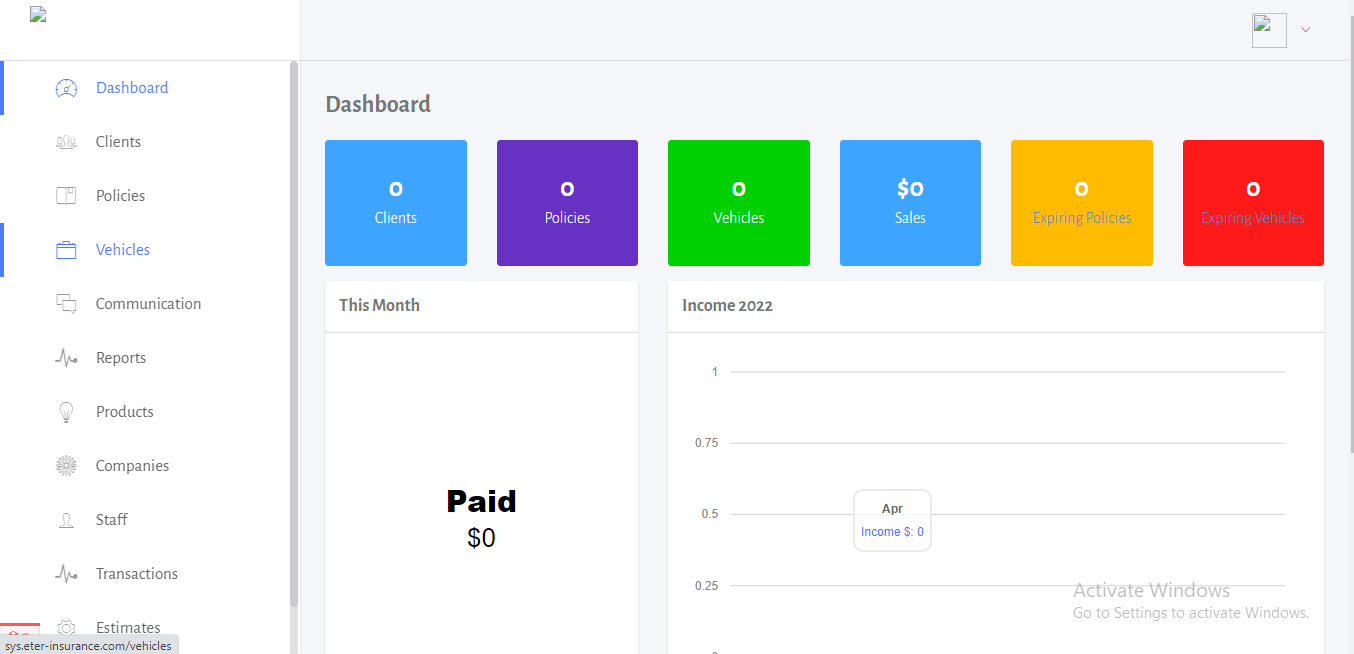 Dashboard
Clients
Policies
Vehicles
Communication
Reports
Products
Companies
Staff
Transactions
Estimates
sys.eter-insurance.com/vehicles
Dashboard
0
Clients
0
Policies
0
Vehicles
$0
Sales
0
Expiring Policies
0
Expiring Vehicles
This Month
Paid
$0
Income 2022
1
0.75
0.5
0.25
Apr
Income $: 0
Activate Windows
Go to Settings to activate Windows.